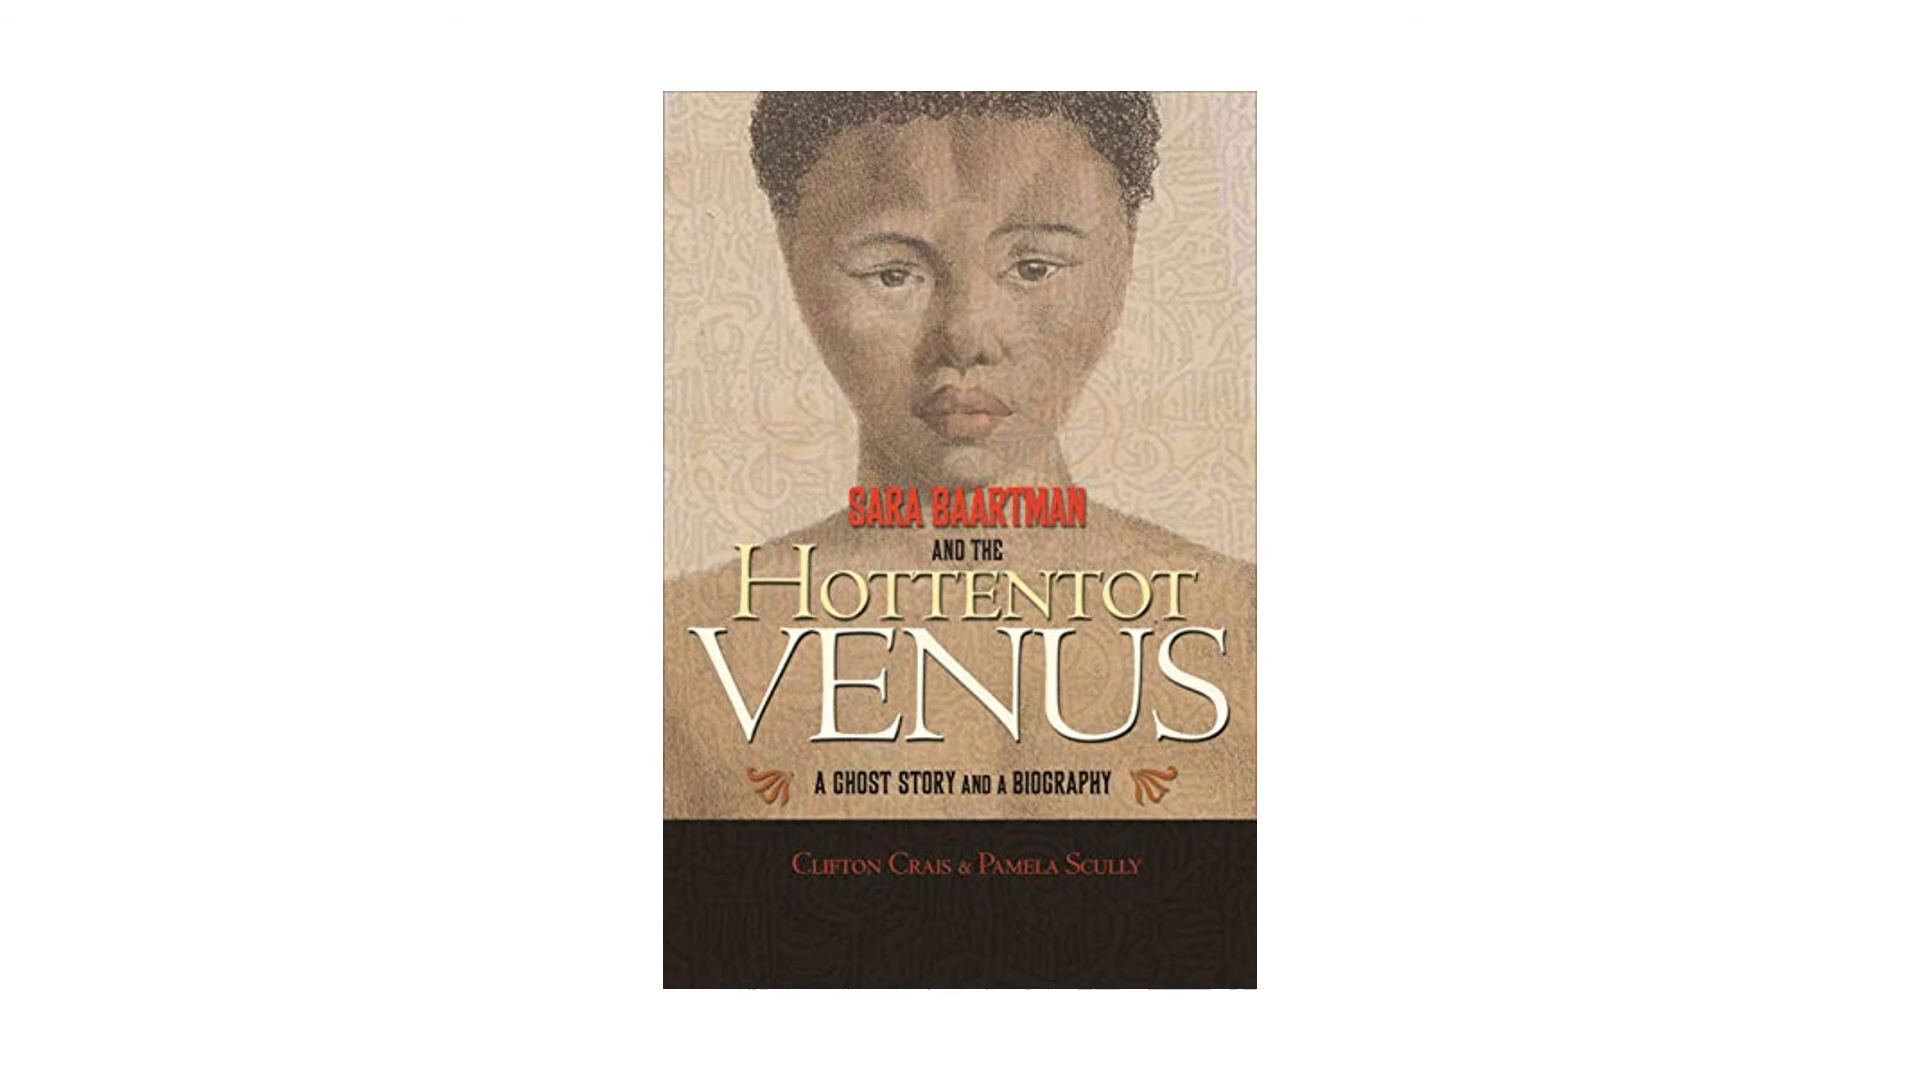 SARA BAARTMAN
AND THE
HOTTENTOT
VENUS
A GHOST STORY AND A BIOGRAPHY
CLIFTON CRAIS & PAMELA SCULLY